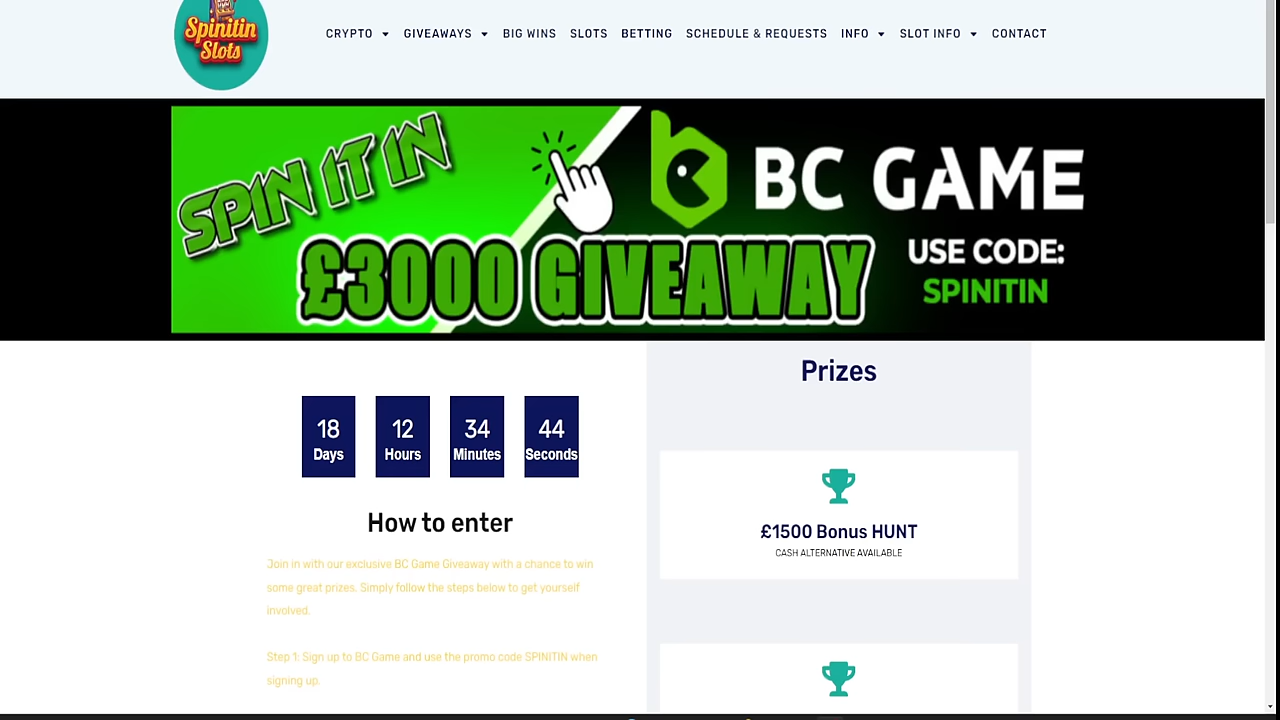 Spinitin
Slots
CRYPTO GIVEAWAYS BIG WINS SLOTS BETTING SCHEDULE & REQUESTS INFO SLOT INFO CONTACT
SPIN IT IN
BC GAME
£3000 GIVEAWAY
USE CODE:
SPINITIN
Prizes
18 12 34 44
Days Hours Minutes Seconds
How to enter
£1500 Bonus HUNT
CASH ALTERNATIVE AVAILABLE
Join in with our exclusive BC Game Giveaway with a chance to win
some great prizes. Simply follow the steps below to get yourself
involved.
Step 1: Sign up to BC Game and use the promo code SPINITIN when
signing up.